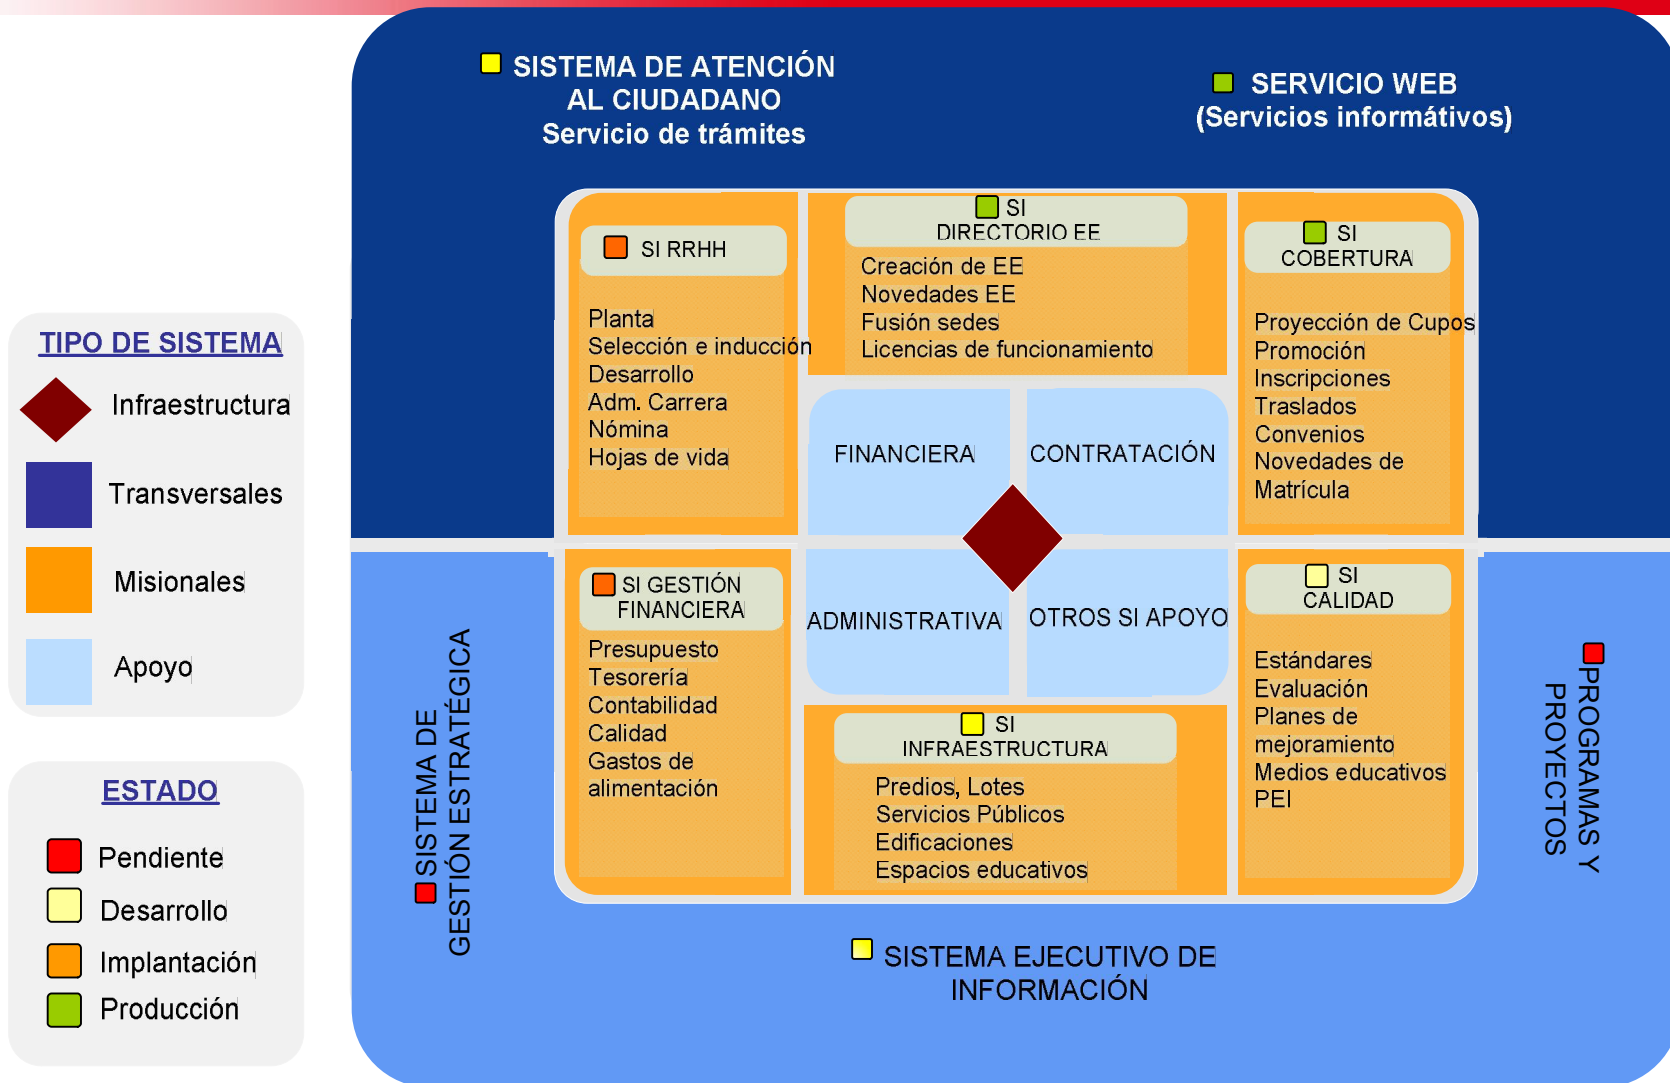 SISTEMA DE ATENCIÓN
AL CIUDADANO
Servicio de trámites
SERVICIO WEB
(Servicios informátivos)
TIPO DE SISTEMA
Infraestructura
Transversales
Misionales
Apoyo
ESTADO
Pendiente
Desarrollo
Implantación
Producción
SI RRHH
Planta
Selección e inducción
Desarrollo
Adm. Carrera
Nómina
Hojas de vida
SI
DIRECTORIO EE
Creación de EE
Novedades EE
Fusión sedes
Licencias de funcionamiento
SI
COBERTURA
Proyección de Cupos
Promoción
Inscripciones
Traslados
Convenios
Novedades de
Matrícula
FINANCIERA
CONTRATACIÓN
ADMINISTRATIVA
OTROS SI APOYO
SI GESTIÓN
FINANCIERA
Presupuesto
Tesorería
Contabilidad
Calidad
Gastos de
alimentación
SI
INFRAESTRUCTURA
Predios, Lotes
Servicios Públicos
Edificaciones
Espacios educativos
SI
CALIDAD
Estándares
Evaluación
Planes de
mejoramiento
Medios educativos
PEI
SISTEMA DE
GESTIÓN ESTRATÉGICA
PROGRAMAS Y
PROYECTOS
SISTEMA EJECUTIVO DE
INFORMACIÓN